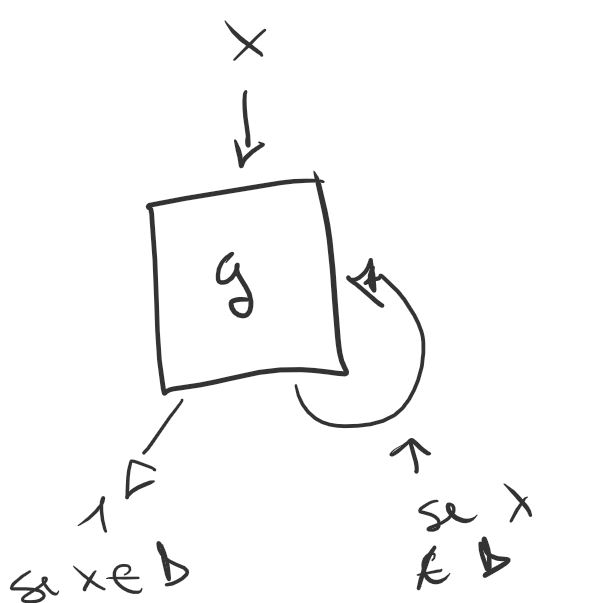 x
g
1
se x ∈ D
se x
∉ D